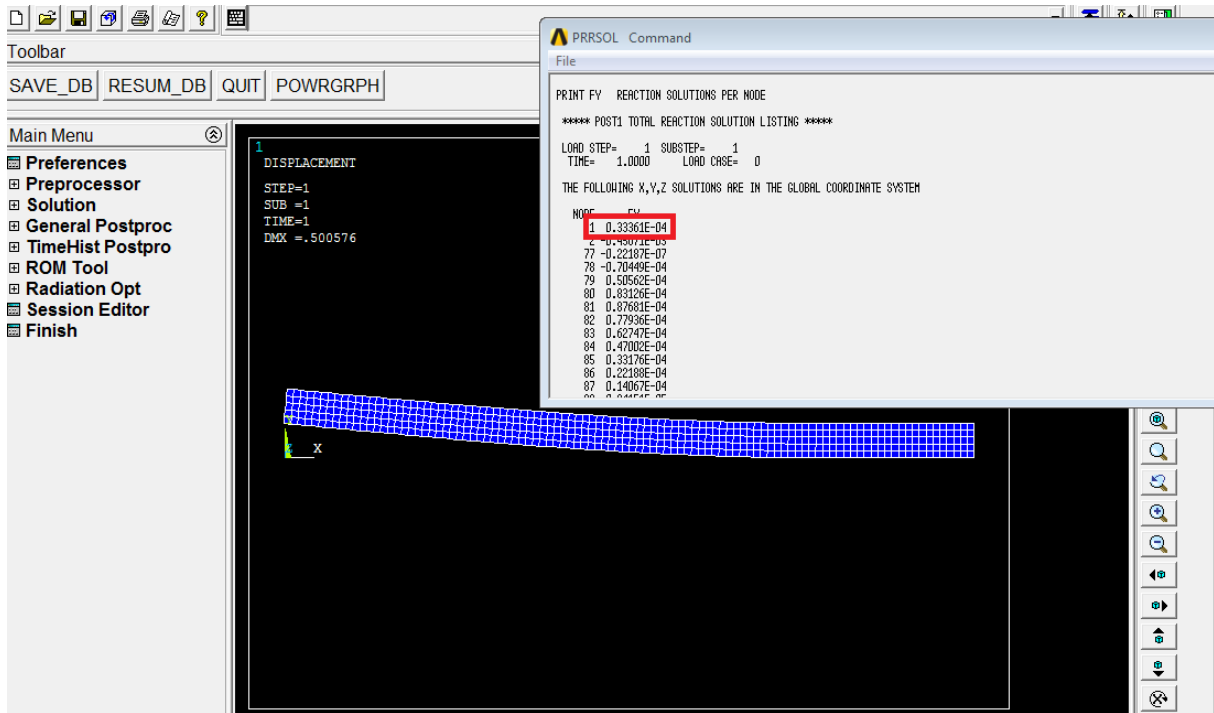 Toolbar
SAVE_DB RESUM_DB QUIT POWRGRPH
Main Menu
Preferences
Preprocessor
Solution
General Postproc
TimeHist Postpro
ROM Tool
Radiation Opt
Session Editor
Finish
1
DISPLACEMENT
STEP=1
SUB =1
TIME=1
DMX =.500576
X
PRRSOL Command
File
PRINT FY REACTION SOLUTIONS PER NODE
***** POST1 TOTAL REACTION SOLUTION LISTING *****
LOAD STEP= 1 SUBSTEP= 1
TIME= 1.0000 LOAD CASE= 0
THE FOLLOWING X,Y,Z SOLUTIONS ARE IN THE GLOBAL COORDINATE SYSTEM
NODE FY
1 0.33361E-04
2 -0.45071E-03
77 -0.22187E-07
78 -0.70449E-04
79 0.50562E-04
80 0.83126E-04
81 0.87681E-04
82 0.77936E-04
83 0.62747E-04
84 0.47002E-04
85 0.33176E-04
86 0.22188E-04
87 0.14067E-04